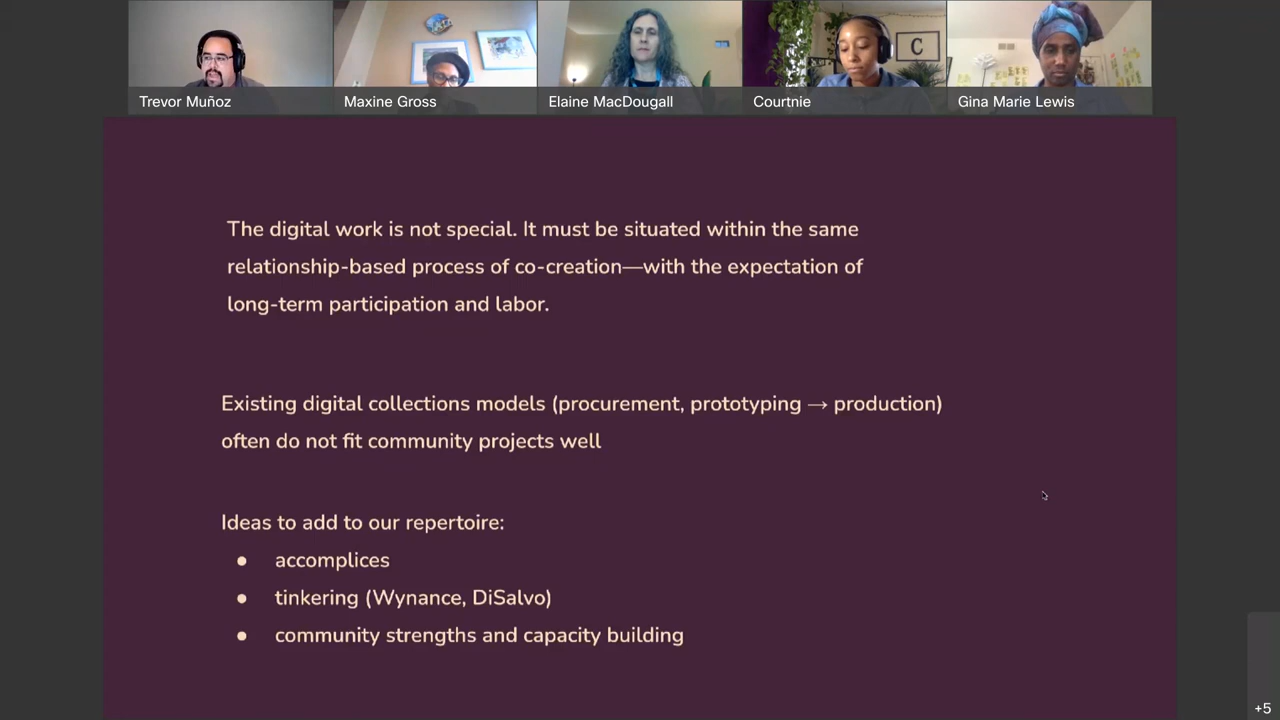 Trevor Muñoz
Maxine Gross
Elaine MacDougall
Courtnie
Gina Marie Lewis
C
The digital work is not special. It must be situated within the same
relationship-based process of co-creation—with the expectation of
long-term participation and labor.
Existing digital collections models (procurement, prototyping → production)
often do not fit community projects well
Ideas to add to our repertoire:
● accomplices
● tinkering (Wynance, DiSalvo)
● community strengths and capacity building
+5